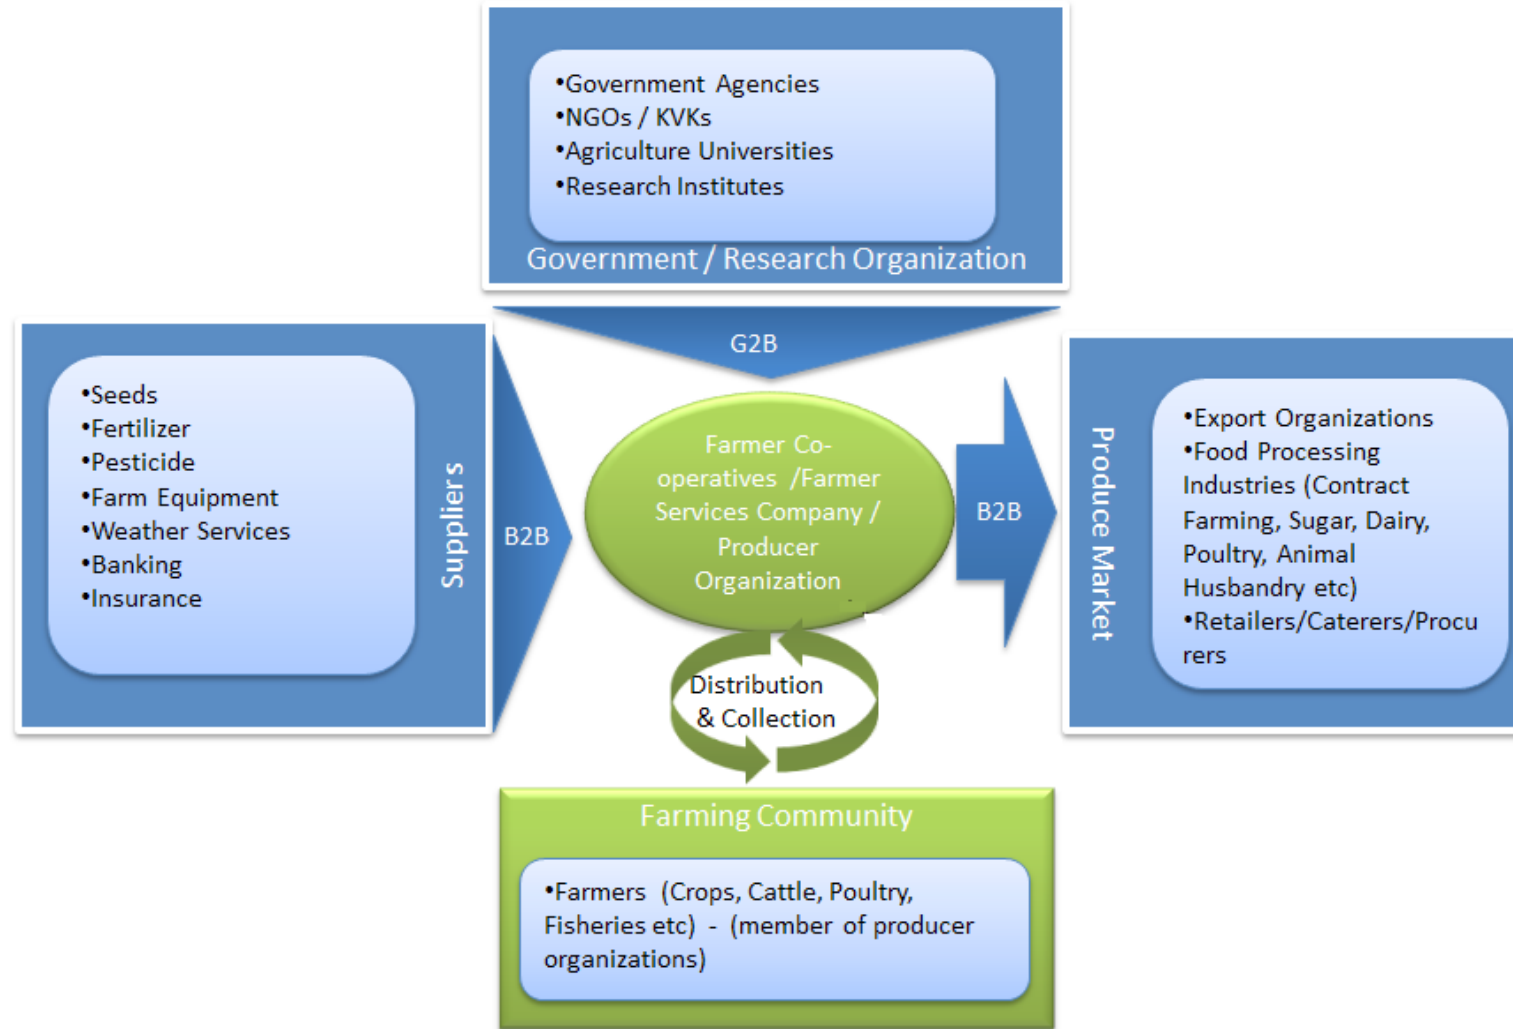 •Government Agencies
•NGOs / KVKs
•Agriculture Universities
•Research Institutes
Government / Research Organization
G2B
•Seeds
•Fertilizer
•Pesticide
•Farm Equipment
•Weather Services
•Banking
•Insurance
Suppliers
B2B
Farmer Co-
operatives /Farmer
Services Company /
Producer
Organization
B2B
Produce Market
•Export Organizations
•Food Processing
Industries (Contract
Farming, Sugar, Dairy,
Poultry, Animal
Husbandry etc)
•Retailers/Caterers/Procu
rers
Distribution
& Collection
Farming Community
•Farmers (Crops, Cattle, Poultry,
Fisheries etc) - (member of producer
organizations)